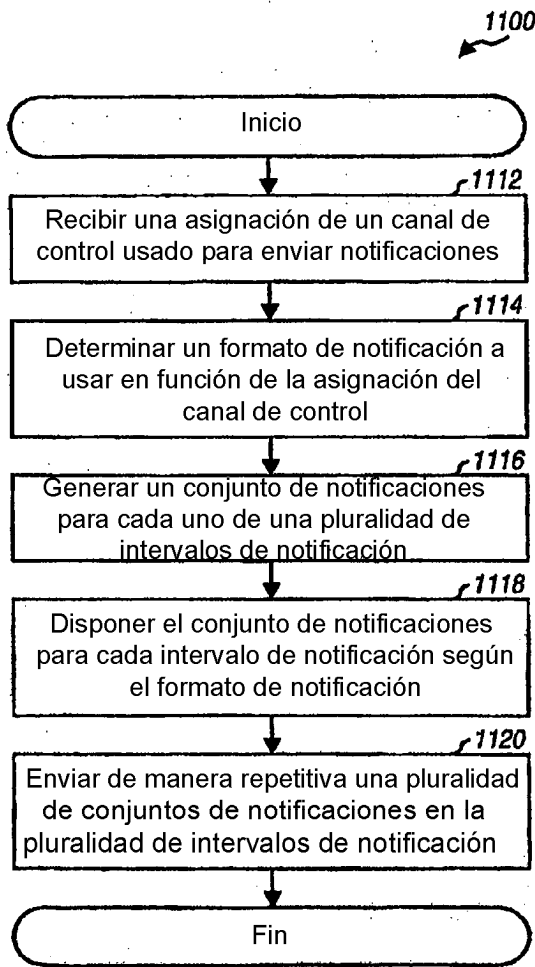 1100
Inicio
1112
Recibir una asignación de un canal de
control usado para enviar notificaciones
1114
Determinar un formato de notificación a
usar en función de la asignación del
canal de control
1116
Generar un conjunto de notificaciones
para cada uno de una pluralidad de
intervalos de notificación
1118
Disponer el conjunto de notificaciones
para cada intervalo de notificación según
el formato de notificación
1120
Enviar de manera repetitiva una pluralidad
de conjuntos de notificaciones en la
pluralidad de intervalos de notificación
Fin